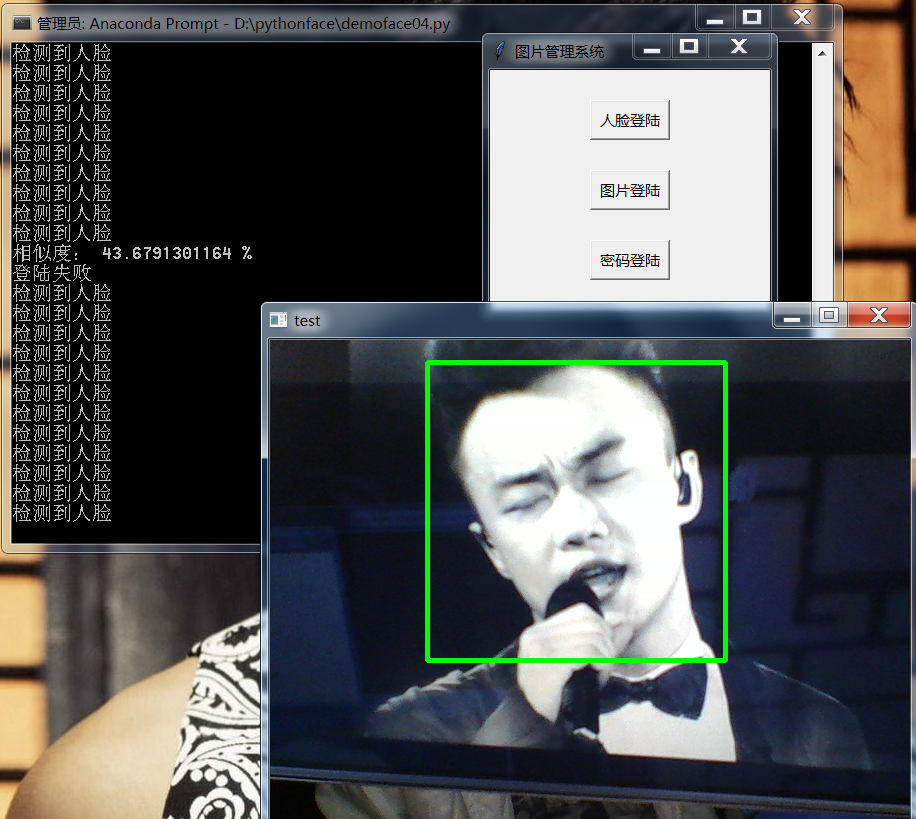 管理员: Anaconda Prompt - D:\pythonface\demoface04.py
检测到人脸
检测到人脸
检测到人脸
检测到人脸
检测到人脸
检测到人脸
检测到人脸
检测到人脸
检测到人脸
检测到人脸
相似度： 43.6791301164 %
登陆失败
检测到人脸
检测到人脸
检测到人脸
检测到人脸
检测到人脸
检测到人脸
检测到人脸
检测到人脸
检测到人脸
检测到人脸
检测到人脸
检测到人脸
图片管理系统
人脸登陆
图片登陆
密码登陆
test